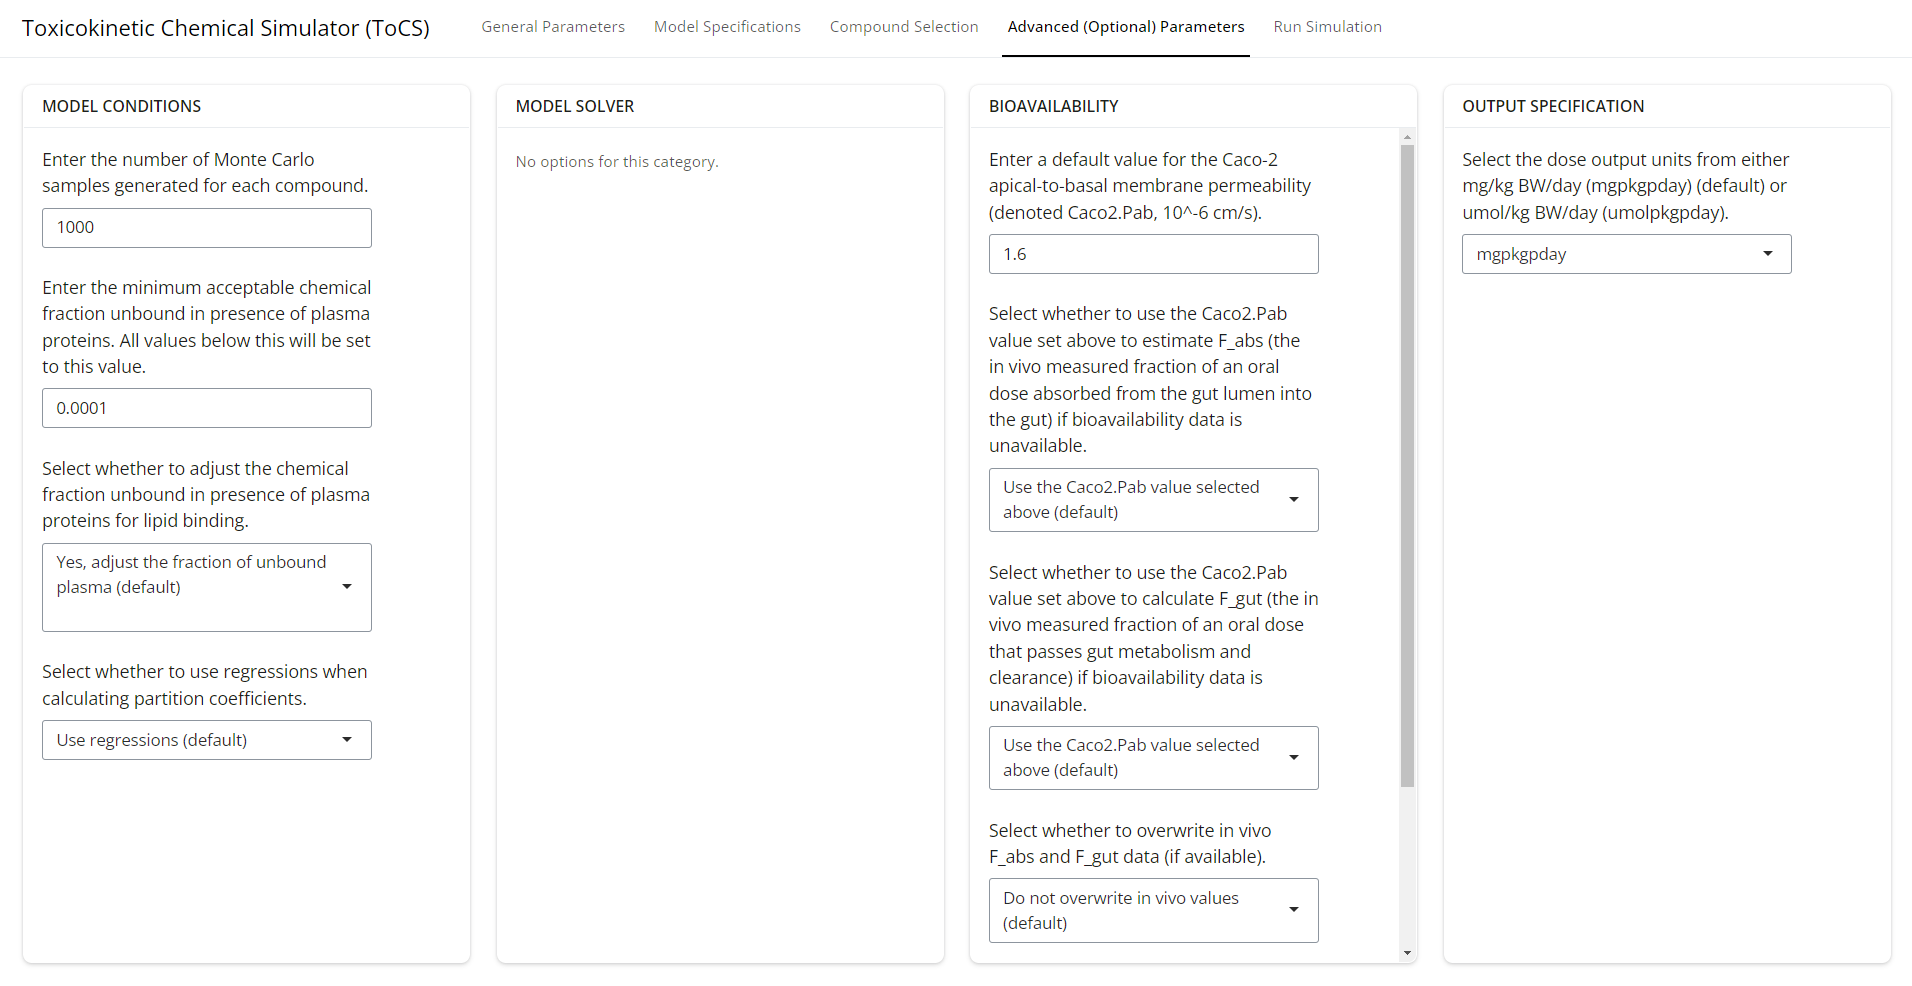 Toxicokinetic Chemical Simulator (ToCS)
General Parameters
Model Specifications
Compound Selection
Advanced (Optional) Parameters
Run Simulation
MODEL CONDITIONS
Enter the number of Monte Carlo
samples generated for each compound.
1000
Enter the minimum acceptable chemical
fraction unbound in presence of plasma
proteins. All values below this will be set
to this value.
0.0001
Select whether to adjust the chemical
fraction unbound in presence of plasma
proteins for lipid binding.
Yes, adjust the fraction of unbound
plasma (default)
Select whether to use regressions when
calculating partition coefficients.
Use regressions (default)
MODEL SOLVER
No options for this category.
BIOAVAILABILITY
Enter a default value for the Caco-2
apical-to-basal membrane permeability
(denoted Caco2.Pab, 10^-6 cm/s).
1.6
Select whether to use the Caco2.Pab
value set above to estimate F_abs (the
in vivo measured fraction of an oral
dose absorbed from the gut lumen into
the gut) if bioavailability data is
unavailable.
Use the Caco2.Pab value selected
above (default)
Select whether to use the Caco2.Pab
value set above to calculate F_gut (the in
vivo measured fraction of an oral dose
that passes gut metabolism and
clearance) if bioavailability data is
unavailable.
Use the Caco2.Pab value selected
above (default)
Select whether to overwrite in vivo
F_abs and F_gut data (if available).
Do not overwrite in vivo values
(default)
OUTPUT SPECIFICATION
Select the dose output units from either
mg/kg BW/day (mgpkgpday) (default) or
umol/kg BW/day (umolpkgpday).
mgpkgpday